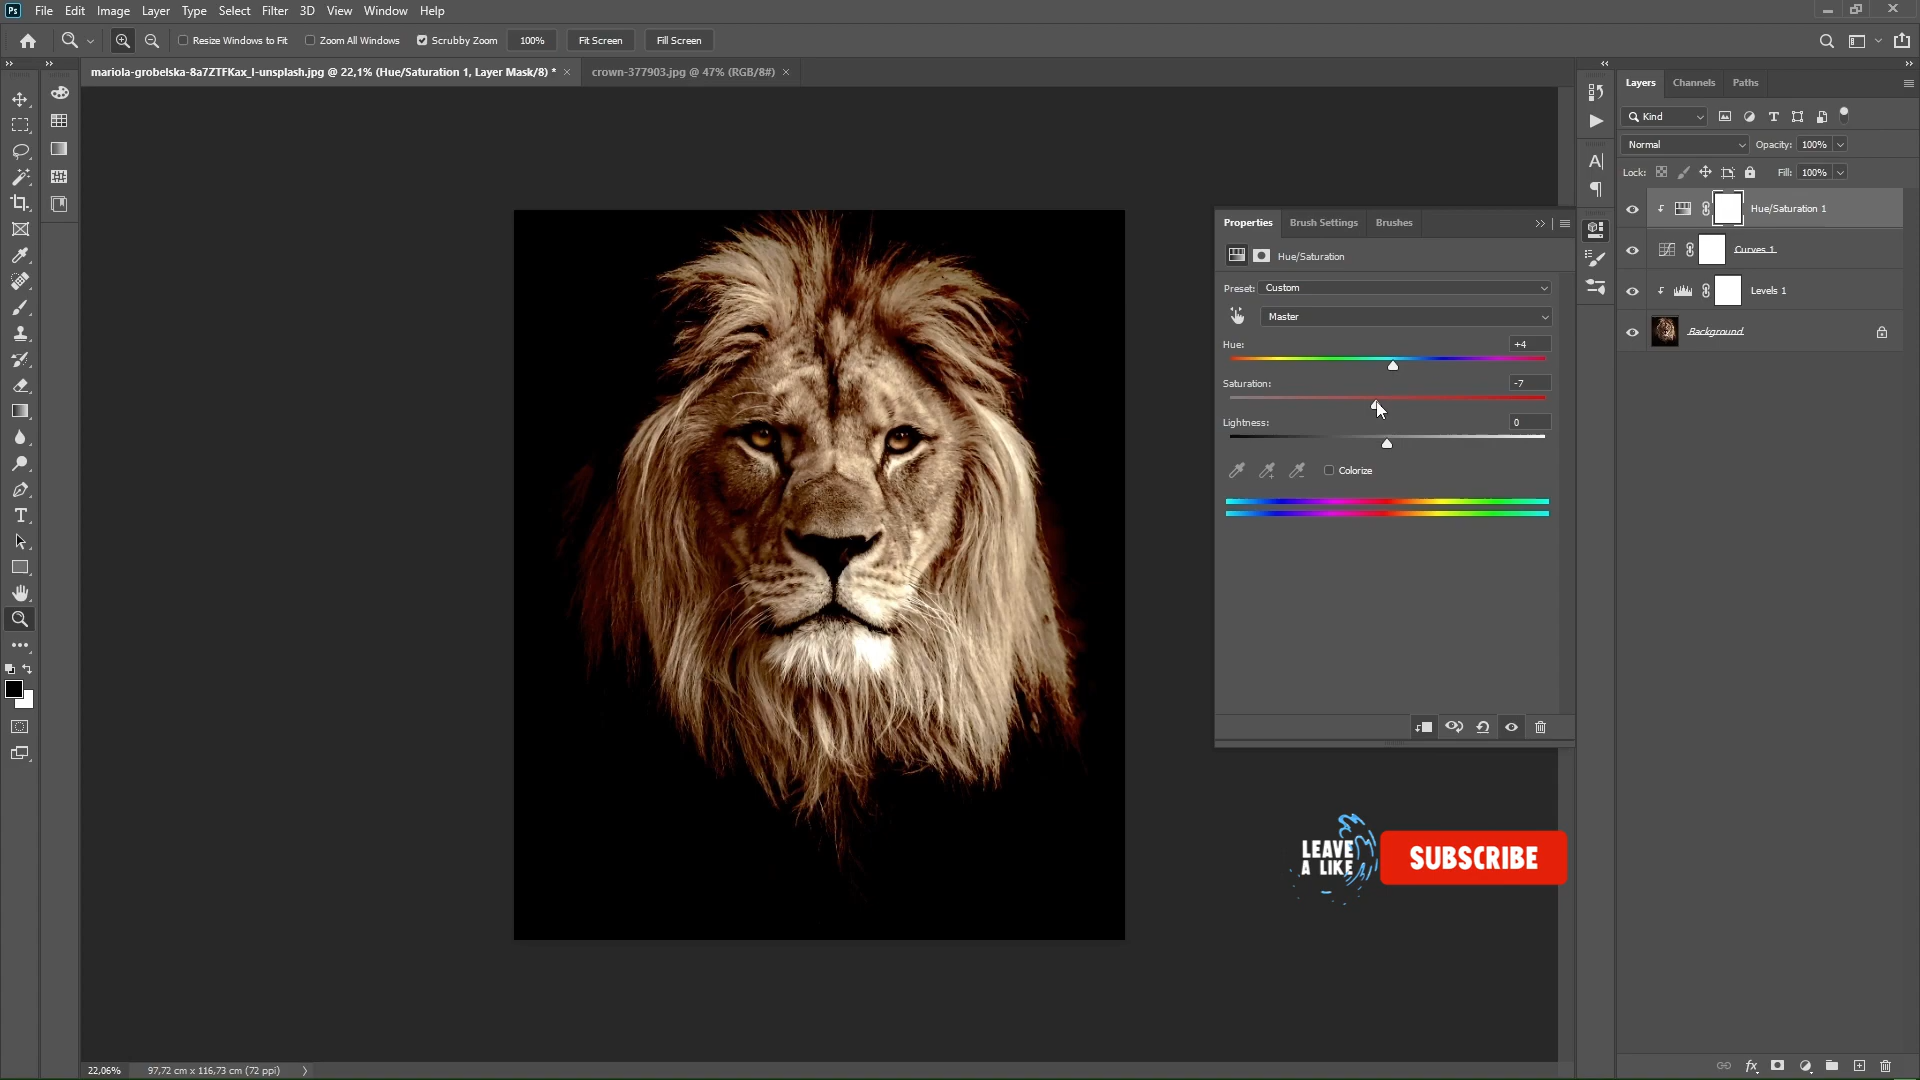 Ps File Edit Image Layer Type Select Filter 3D View Window Help
Resize Windows to Fit Zoom All Windows Scrubby Zoom 100% Fit Screen Fill Screen
mariola-grobelska-8a7ZTFKax_I-unsplash.jpg @ 22,1% (Hue/Saturation 1, Layer Mask/8) * × crown-377903.jpg @ 47% (RGB/8#) ×
Layers Channels Paths
Kind
Normal Opacity: 100%
Lock: Fill: 100%
Hue/Saturation 1
Curves 1
Levels 1
Background
Properties Brush Settings Brushes
Hue/Saturation
Preset: Custom
Master
Hue: +4
Saturation: -7
Lightness: 0
Colorize
LEAVE
A LIKE
SUBSCRIBE
22,06% 97,72 cm x 116,73 cm (72 ppi)